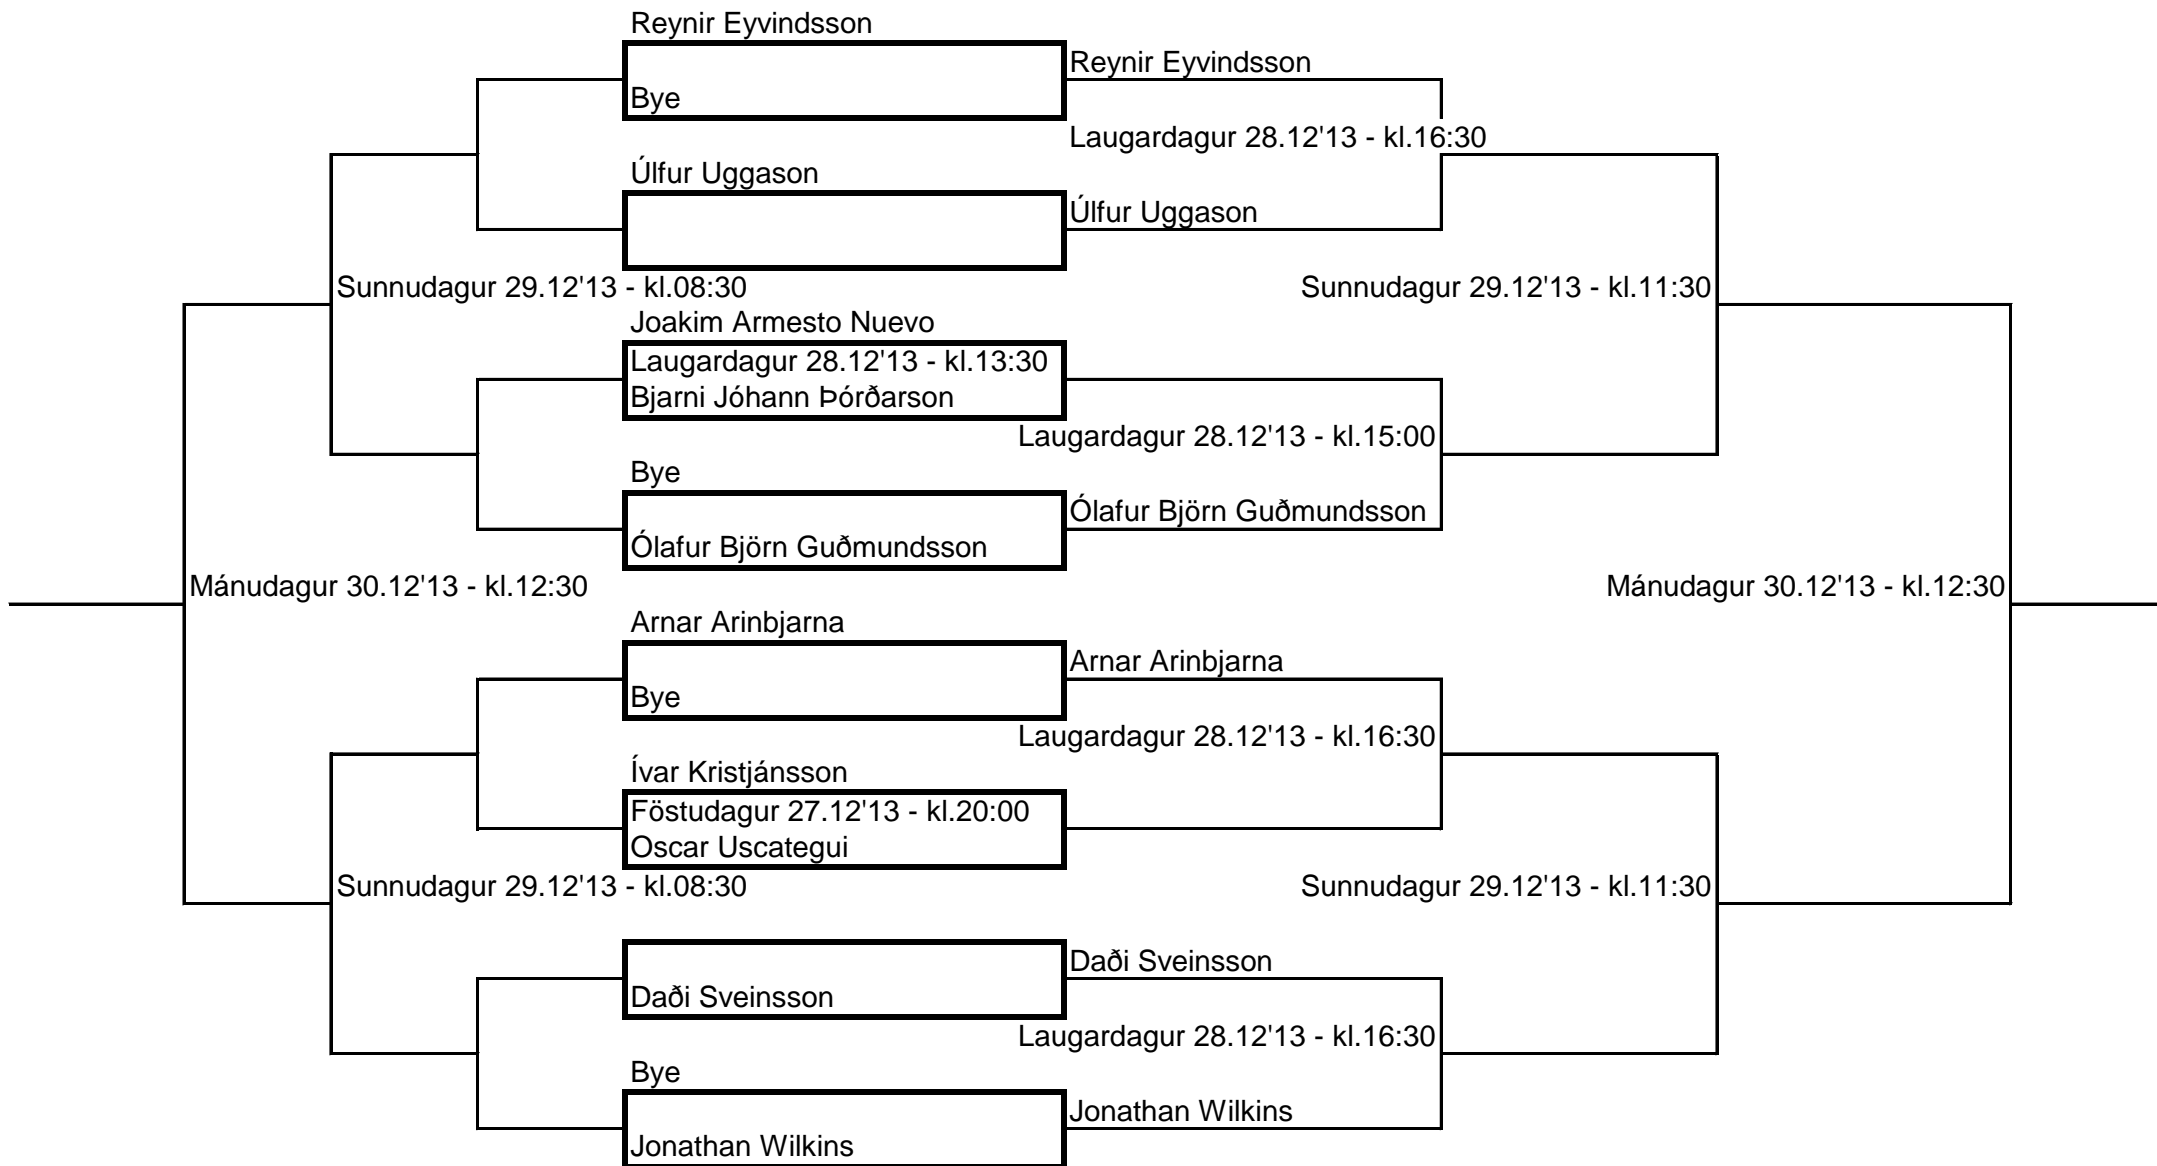 Reynir Eyvindsson
Reynir Eyvindsson
Bye
Laugardagur 28.12'13 - kl.16:30
Úlfur Uggason
Úlfur Uggason
Sunnudagur 29.12'13 - kl.08:30
Sunnudagur 29.12'13 - kl.11:30
Joakim Armesto Nuevo
Laugardagur 28.12'13 - kl.13:30
Bjarni Jóhann Þórðarson
Laugardagur 28.12'13 - kl.15:00
Bye
Ólafur Björn Guðmundsson
Ólafur Björn Guðmundsson
Mánudagur 30.12'13 - kl.12:30
Mánudagur 30.12'13 - kl.12:30
Arnar Arinbjarna
Arnar Arinbjarna
Bye
Laugardagur 28.12'13 - kl.16:30
Ívar Kristjánsson
Föstudagur 27.12'13 - kl.20:00
Oscar Uscategui
Sunnudagur 29.12'13 - kl.08:30
Sunnudagur 29.12'13 - kl.11:30
Daði Sveinsson
Daði Sveinsson
Laugardagur 28.12'13 - kl.16:30
Bye
Jonathan Wilkins
Jonathan Wilkins